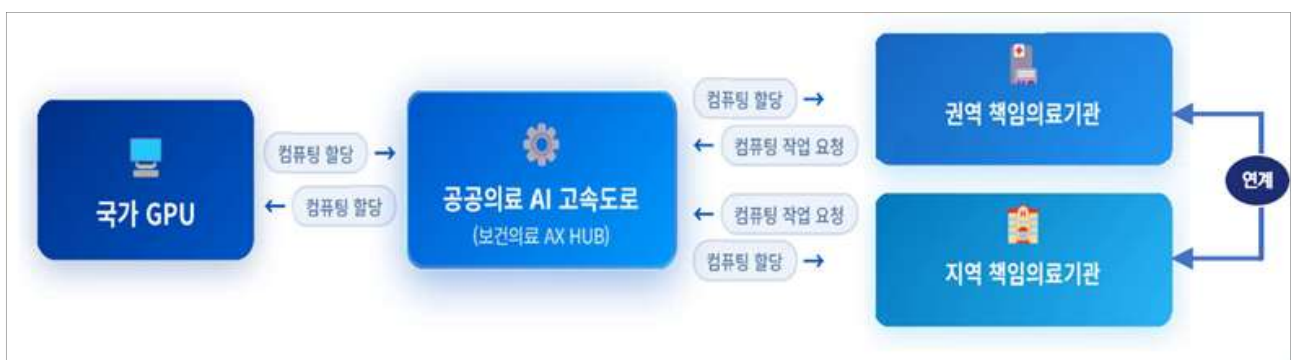 국가 GPU
컴퓨팅 할당 →
← 컴퓨팅 할당
공공의료 AI 고속도로
(보건의료 AX HUB)
컴퓨팅 할당 →
← 컴퓨팅 작업 요청
← 컴퓨팅 작업 요청
컴퓨팅 할당 →
권역 책임의료기관
지역 책임의료기관
연계